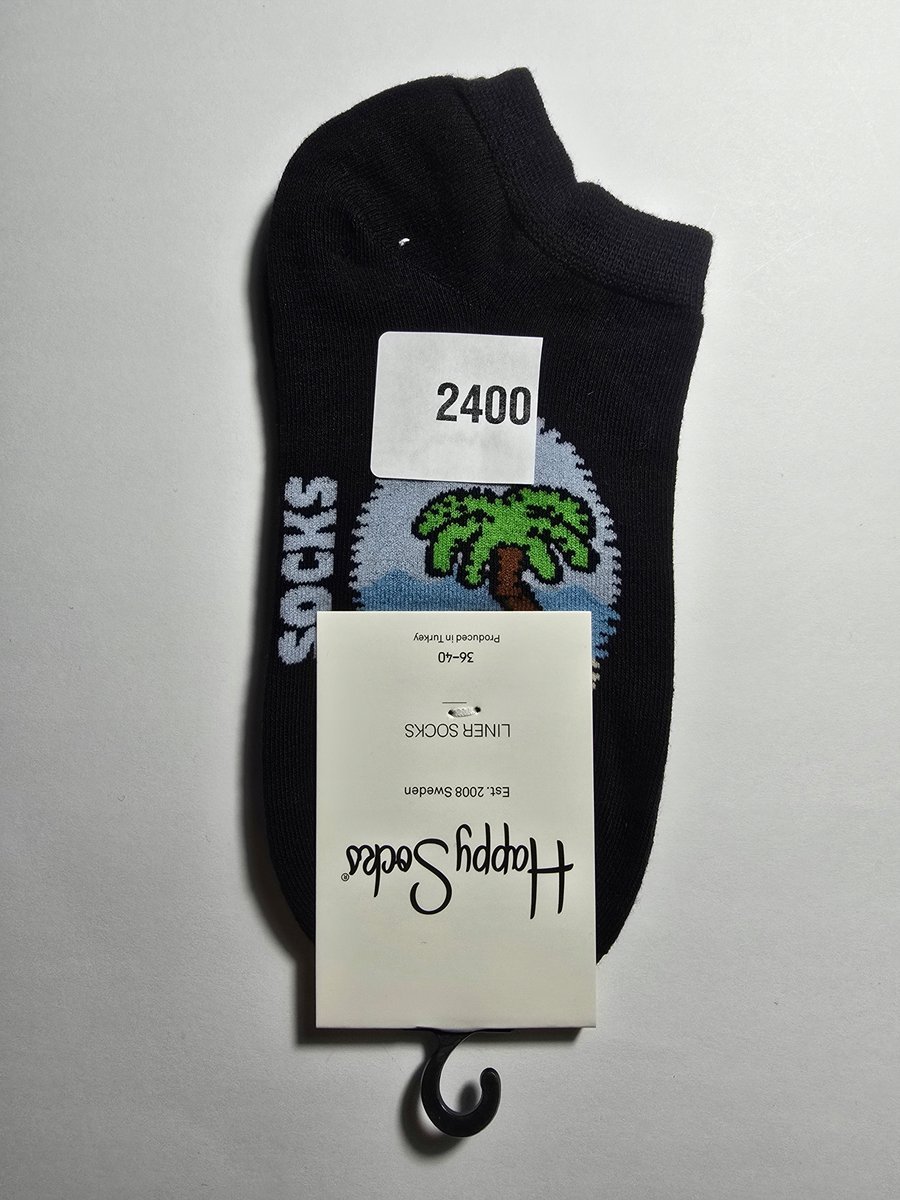 2400
SOCKS
Happy Socks®
Est. 2008 Sweden
LINER SOCKS
36–40
Produced in Turkey